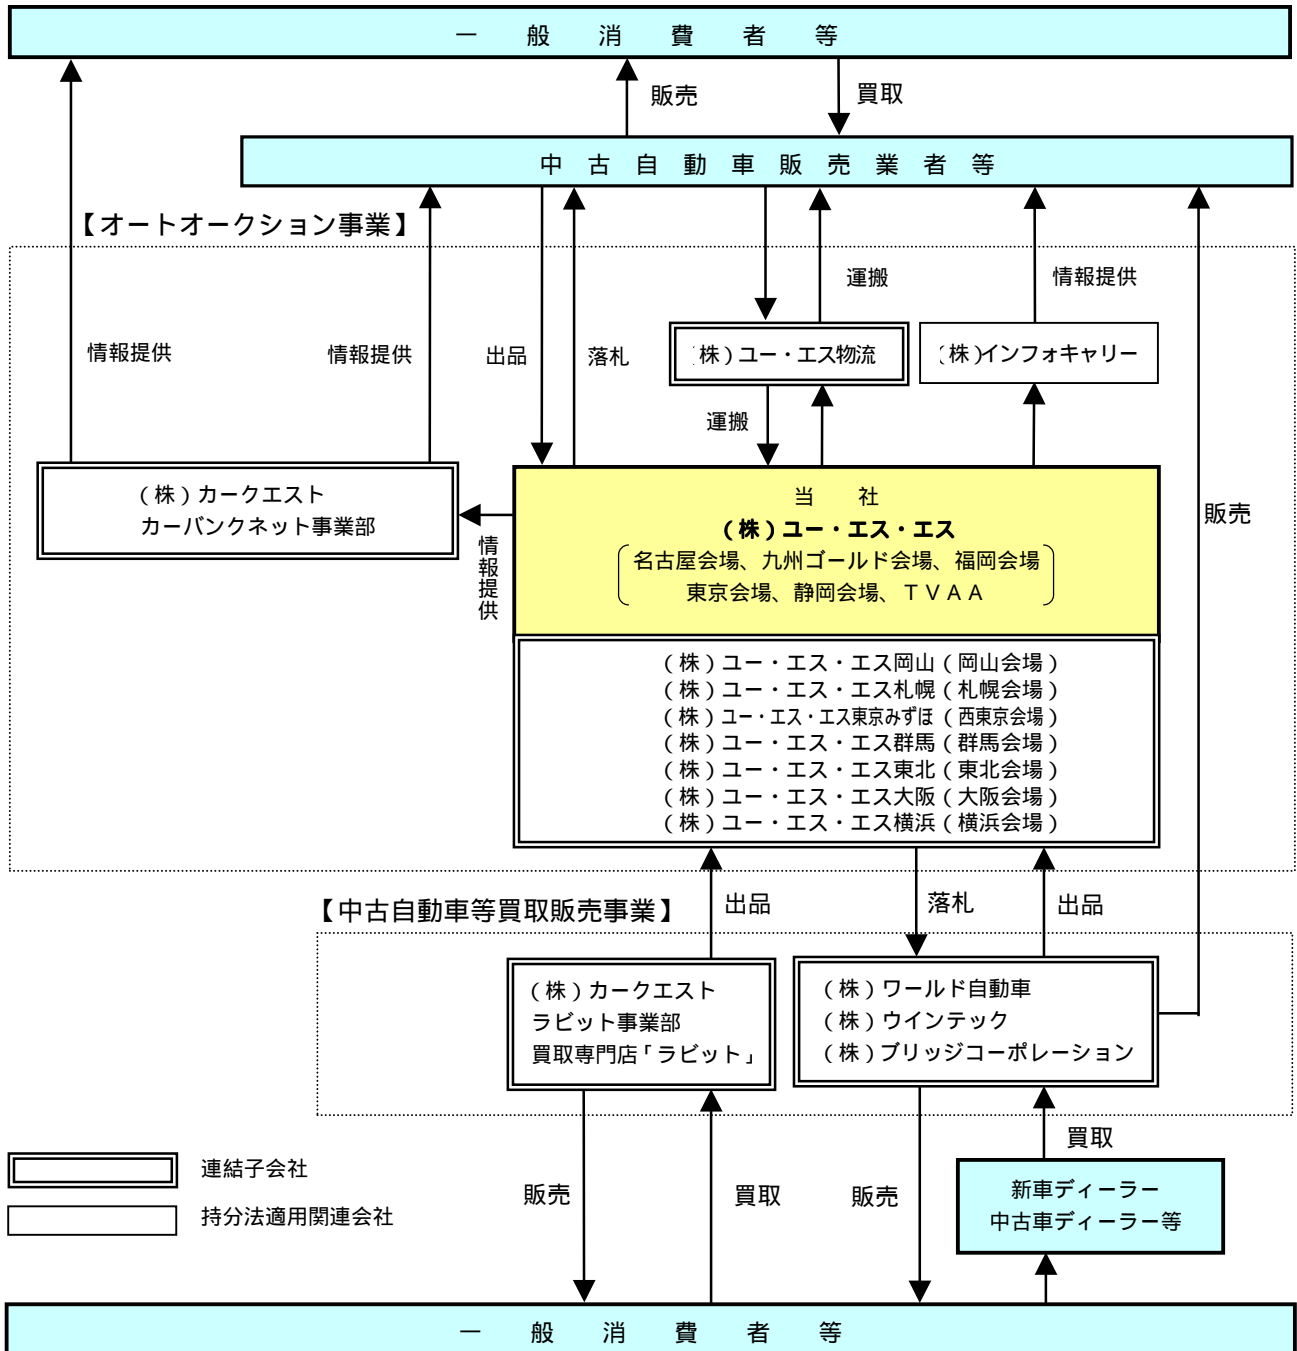 一般消費者等
販売
買取
中古自動車販売業者等
【オートオークション事業】
運搬
情報提供
情報提供
情報提供
出品
落札
（株）ユー・エス物流
（株）インフォキャリー
運搬
（株）カークエスト
カーバンクネット事業部
情報提供
当社
（株）ユー・エス・エス
名古屋会場、九州ゴールド会場、福岡会場
東京会場、静岡会場、ＴＶＡＡ
販売
（株）ユー・エス・エス岡山（岡山会場）
（株）ユー・エス・エス札幌（札幌会場）
（株）ユー・エス・エス東京みずほ（西東京会場）
（株）ユー・エス・エス群馬（群馬会場）
（株）ユー・エス・エス東北（東北会場）
（株）ユー・エス・エス大阪（大阪会場）
（株）ユー・エス・エス横浜（横浜会場）
【中古自動車等買取販売事業】
出品
落札
出品
（株）カークエスト
ラビット事業部
買取専門店「ラビット」
（株）ワールド自動車
（株）ウインテック
（株）ブリッジコーポレーション
連結子会社
持分法適用関連会社
販売
買取
販売
買取
新車ディーラー
中古車ディーラー等
一般消費者等